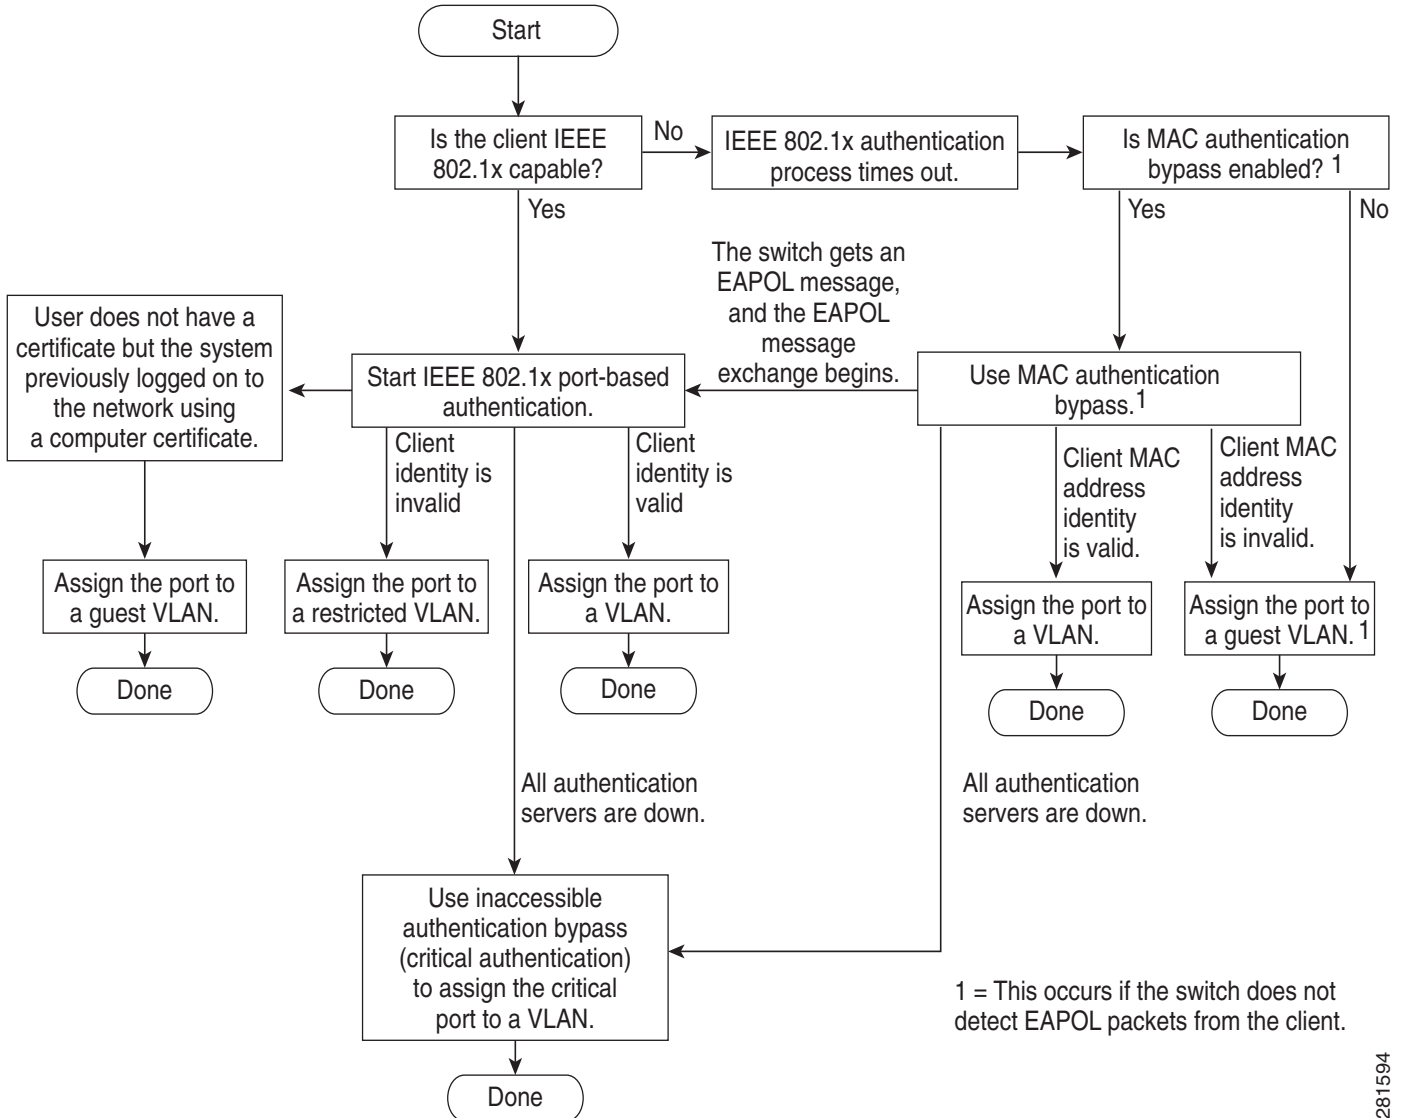 Start
Is the client IEEE
802.1x capable?
No
IEEE 802.1x authentication
process times out.
Is MAC authentication
bypass enabled? 1
Yes
Yes
No
The switch gets an
EAPOL message,
and the EAPOL
message
exchange begins.
User does not have a
certificate but the system
previously logged on to
the network using
a computer certificate.
Start IEEE 802.1x port-based
authentication.
Use MAC authentication
bypass.1
Client
identity is
invalid
Client
identity is
valid
Client MAC
address
identity
is valid.
Client MAC
address
identity
is invalid.
Assign the port to
a guest VLAN.
Assign the port to
a restricted VLAN.
Assign the port to
a VLAN.
Assign the port to
a VLAN.
Assign the port to
a guest VLAN. 1
Done
Done
Done
Done
Done
All authentication
servers are down.
All authentication
servers are down.
Use inaccessible
authentication bypass
(critical authentication)
to assign the critical
port to a VLAN.
1 = This occurs if the switch does not
detect EAPOL packets from the client.
Done
281594